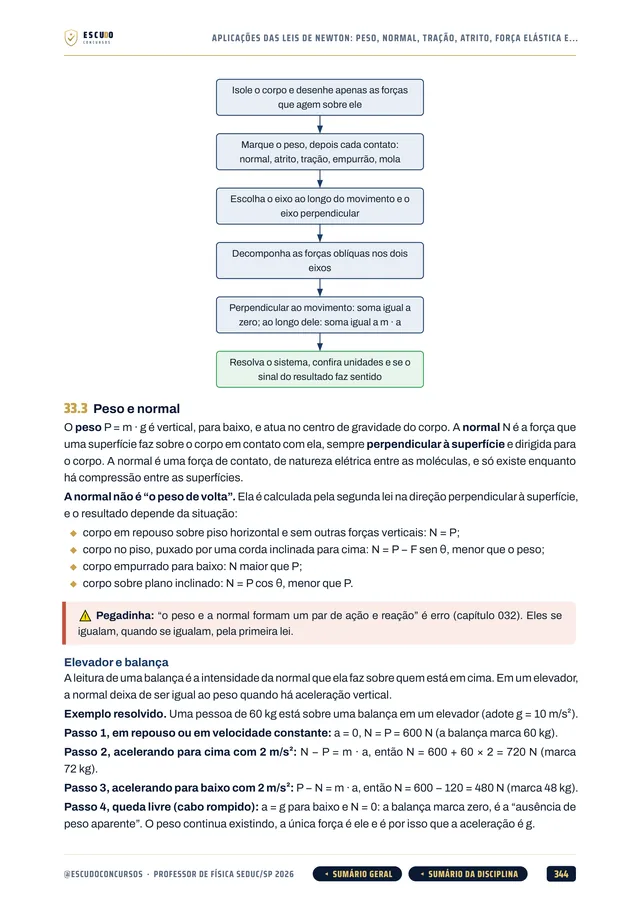 ESCUDO
CONCURSOS
APLICAÇÕES DAS LEIS DE NEWTON: PESO, NORMAL, TRAÇÃO, ATRITO, FORÇA ELÁSTICA E...
Isole o corpo e desenhe apenas as forças
que agem sobre ele
Marque o peso, depois cada contato:
normal, atrito, tração, empurrão, mola
Escolha o eixo ao longo do movimento e o
eixo perpendicular
Decomponha as forças oblíquas nos dois
eixos
Perpendicular ao movimento: soma igual a
zero; ao longo dele: soma igual a m · a
Resolva o sistema, confira unidades e se o
sinal do resultado faz sentido
33.3 Peso e normal
O peso P = m · g é vertical, para baixo, e atua no centro de gravidade do corpo. A normal N é a força que
uma superfície faz sobre o corpo em contato com ela, sempre perpendicular à superfície e dirigida para
o corpo. A normal é uma força de contato, de natureza elétrica entre as moléculas, e só existe enquanto
há compressão entre as superfícies.
A normal não é “o peso de volta”. Ela é calculada pela segunda lei na direção perpendicular à superfície,
e o resultado depende da situação:
◆ corpo em repouso sobre piso horizontal e sem outras forças verticais: N = P;
◆ corpo no piso, puxado por uma corda inclinada para cima: N = P − F sen θ, menor que o peso;
◆ corpo empurrado para baixo: N maior que P;
◆ corpo sobre plano inclinado: N = P cos θ, menor que P.
⚠ Pegadinha: “o peso e a normal formam um par de ação e reação” é erro (capítulo 032). Eles se
igualam, quando se igualam, pela primeira lei.
Elevador e balança
A leitura de uma balança é a intensidade da normal que ela faz sobre quem está em cima. Em um elevador,
a normal deixa de ser igual ao peso quando há aceleração vertical.
Exemplo resolvido. Uma pessoa de 60 kg está sobre uma balança em um elevador (adote g = 10 m/s²).
Passo 1, em repouso ou em velocidade constante: a = 0, N = P = 600 N (a balança marca 60 kg).
Passo 2, acelerando para cima com 2 m/s²: N − P = m · a, então N = 600 + 60 × 2 = 720 N (marca
72 kg).
Passo 3, acelerando para baixo com 2 m/s²: P − N = m · a, então N = 600 − 120 = 480 N (marca 48 kg).
Passo 4, queda livre (cabo rompido): a = g para baixo e N = 0: a balança marca zero, é a “ausência de
peso aparente”. O peso continua existindo, a única força é ele e é por isso que a aceleração é g.
@ESCUDOCONCURSOS · PROFESSOR DE FÍSICA SEDUC/SP 2026
◂ SUMÁRIO GERAL
◂ SUMÁRIO DA DISCIPLINA
344